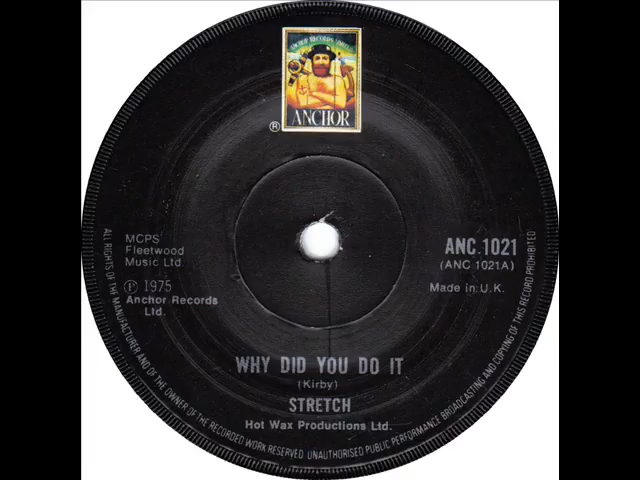 ANCHOR RECORDS LIMITED
ANCHOR
®
MCPS
Fleetwood
Music Ltd.
℗ 1975
Anchor Records
Ltd.
ANC.1021
(ANC 1021A)
Made in U.K.
WHY DID YOU DO IT
(Kirby)
STRETCH
Hot Wax Productions Ltd.
ALL RIGHTS OF THE MANUFACTURER AND OF THE OWNER OF THE RECORDED WORK RESERVED UNAUTHORISED PUBLIC PERFORMANCE BROADCASTING AND COPYING OF THIS RECORD PROHIBITED